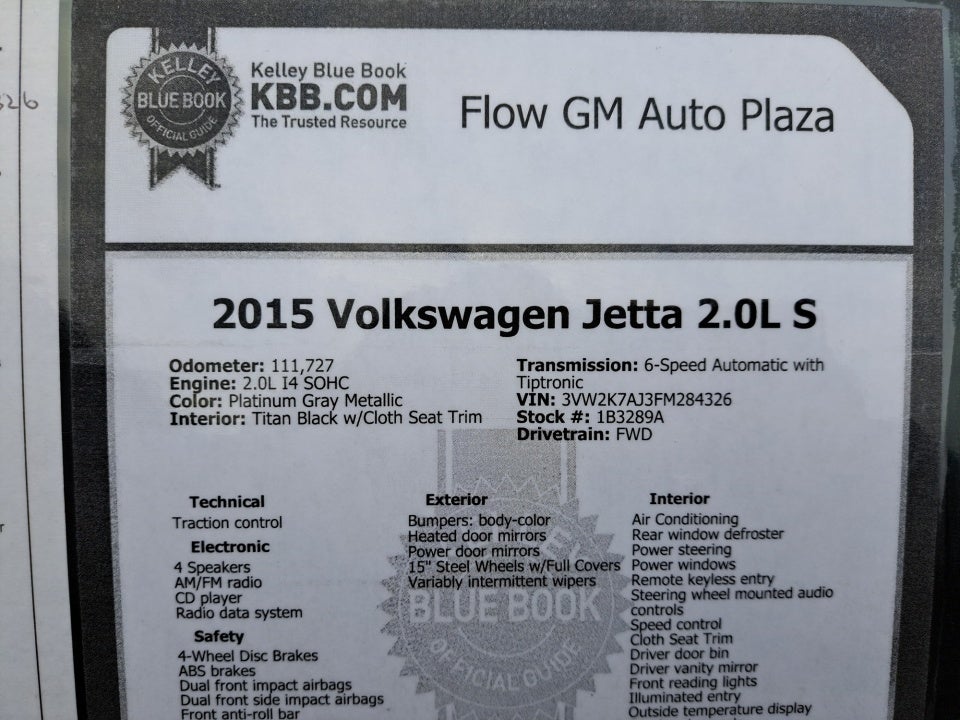 326
KELLEY
BLUE BOOK
OFFICIAL GUIDE
Kelley Blue Book
KBB.COM
The Trusted Resource
Flow GM Auto Plaza
2015 Volkswagen Jetta 2.0L S
Odometer: 111,727
Engine: 2.0L I4 SOHC
Color: Platinum Gray Metallic
Interior: Titan Black w/Cloth Seat Trim
Transmission: 6-Speed Automatic with
Tiptronic
VIN: 3VW2K7AJ3FM284326
Stock #: 1B3289A
Drivetrain: FWD
Technical
Traction control
Electronic
4 Speakers
AM/FM radio
CD player
Radio data system
Safety
4-Wheel Disc Brakes
ABS brakes
Dual front impact airbags
Dual front side impact airbags
Front anti-roll bar
Exterior
Bumpers: body-color
Heated door mirrors
Power door mirrors
15" Steel Wheels w/Full Covers
Variably intermittent wipers
BLUE BOOK
OFFICIAL GUIDE
Interior
Air Conditioning
Rear window defroster
Power steering
Power windows
Remote keyless entry
Steering wheel mounted audio
controls
Speed control
Cloth Seat Trim
Driver door bin
Driver vanity mirror
Front reading lights
Illuminated entry
Outside temperature display